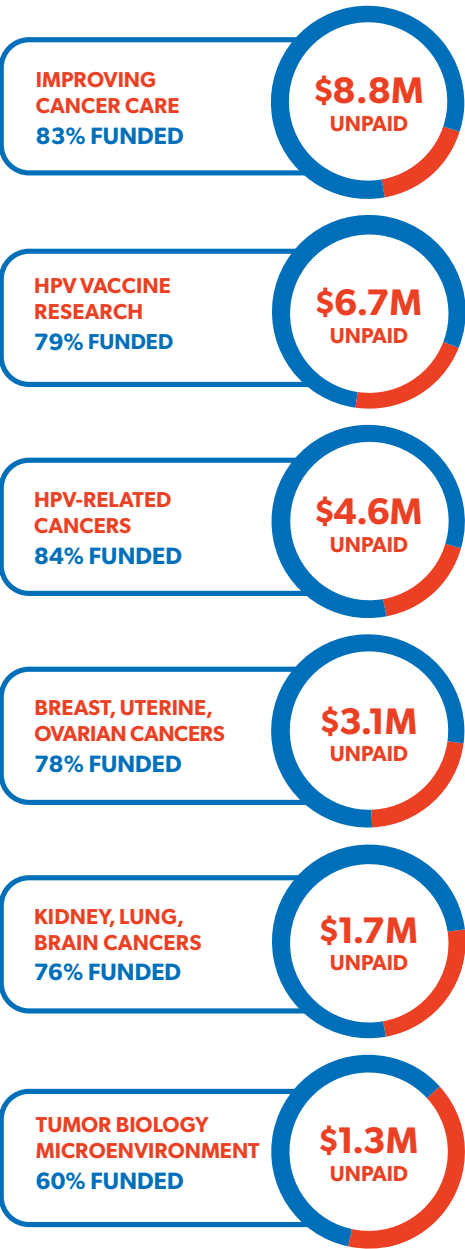 IMPROVING
CANCER CARE
83% FUNDED
$8.8M
UNPAID
HPV VACCINE
RESEARCH
79% FUNDED
$6.7M
UNPAID
HPV-RELATED
CANCERS
84% FUNDED
$4.6M
UNPAID
BREAST, UTERINE,
OVARIAN CANCERS
78% FUNDED
$3.1M
UNPAID
KIDNEY, LUNG,
BRAIN CANCERS
76% FUNDED
$1.7M
UNPAID
TUMOR BIOLOGY
MICROENVIRONMENT
60% FUNDED
$1.3M
UNPAID